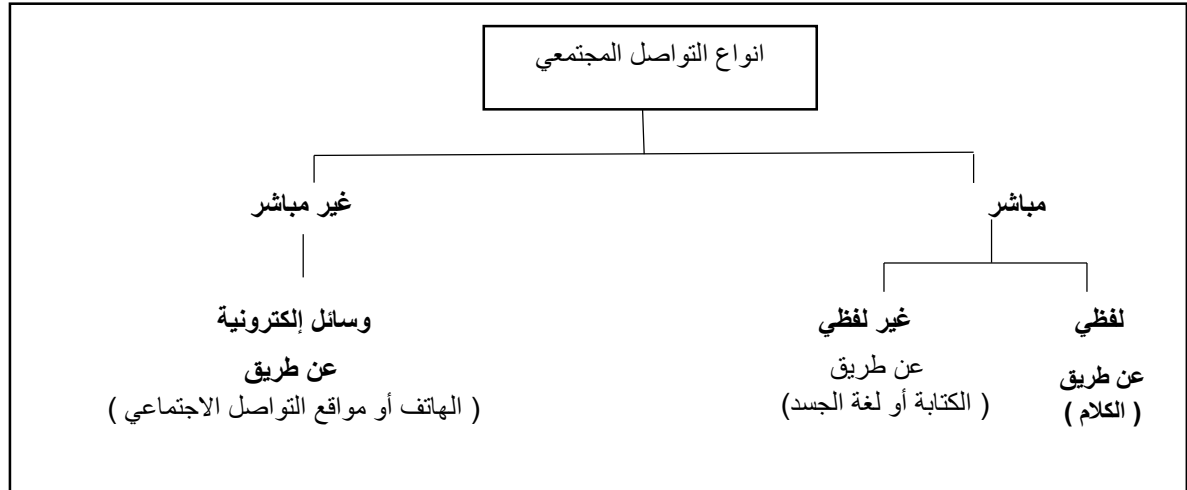 انواع التواصل المجتمعي
مباشر
غير مباشر
لفظي
غير لفظي
وسائل إلكترونية
عن طريق
( الكلام )
عن طريق
( الكتابة أو لغة الجسد)
عن طريق
( الهاتف أو مواقع التواصل الاجتماعي )